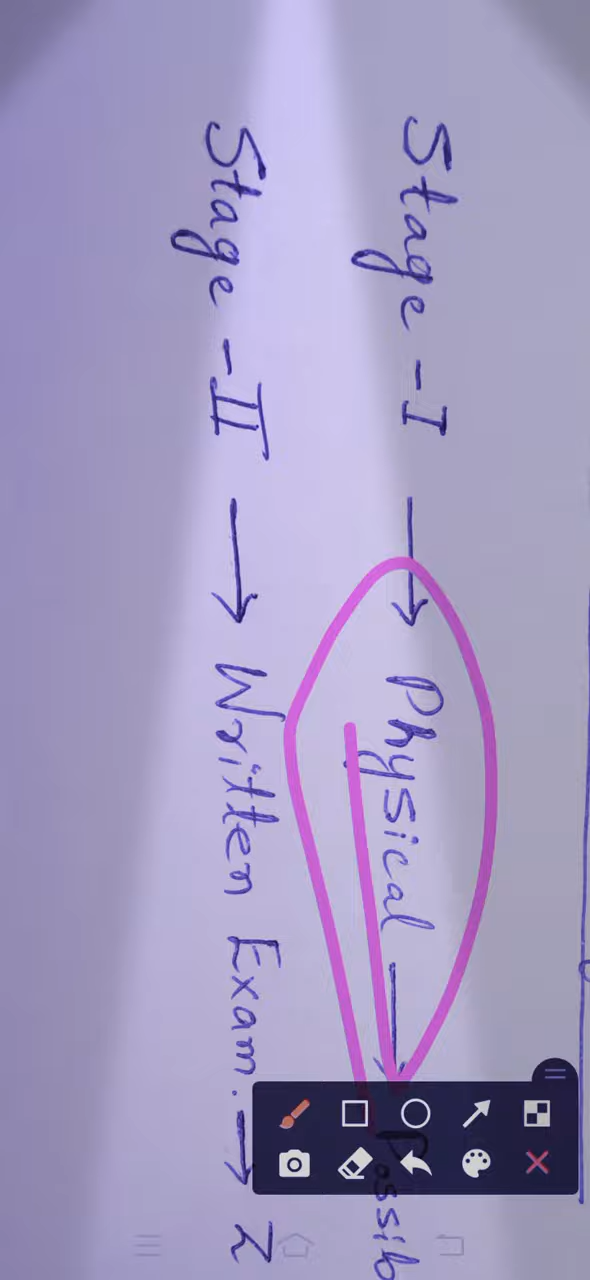 Stage - I → Physical →
Stage - II → Written Exam. →